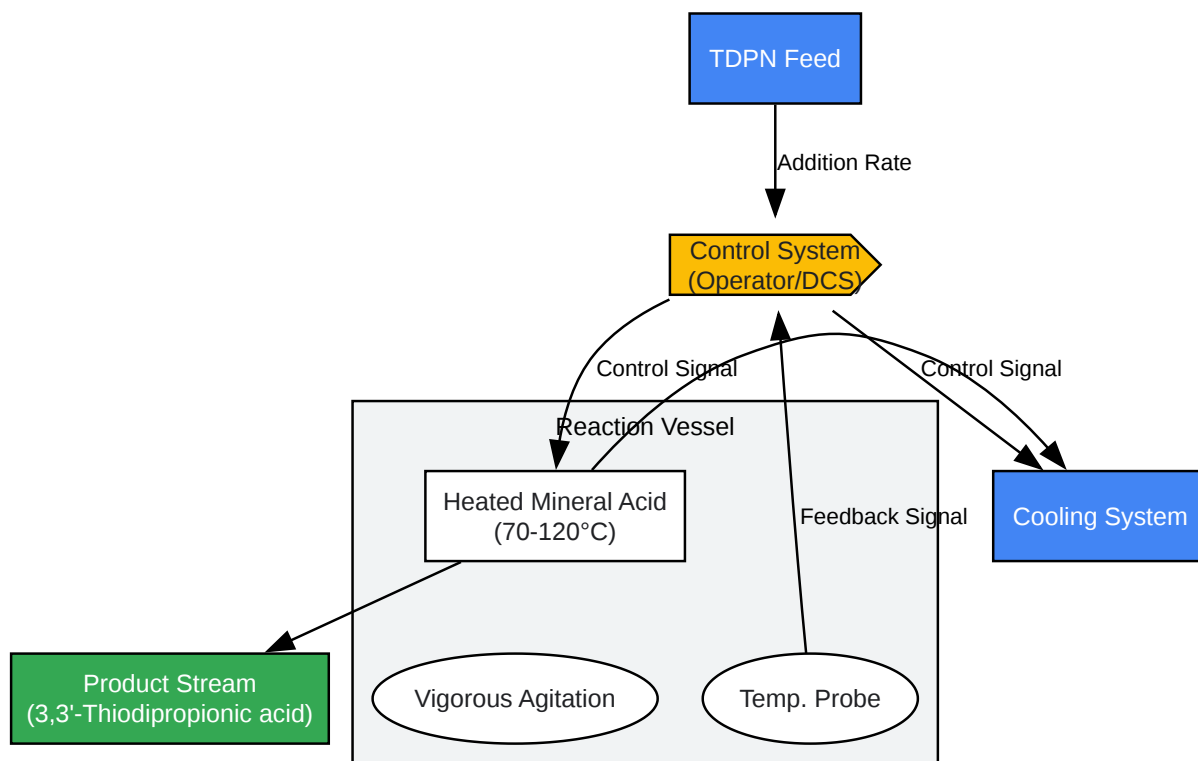 TDPN Feed
Addition Rate
Control System
(Operator/DCS)
Control Signal
Control Signal
Reaction Vessel
Heated Mineral Acid
(70-120°C)
Feedback Signal
Cooling System
Product Stream
(3,3'-Thiodipropionic acid)
Vigorous Agitation
Temp. Probe